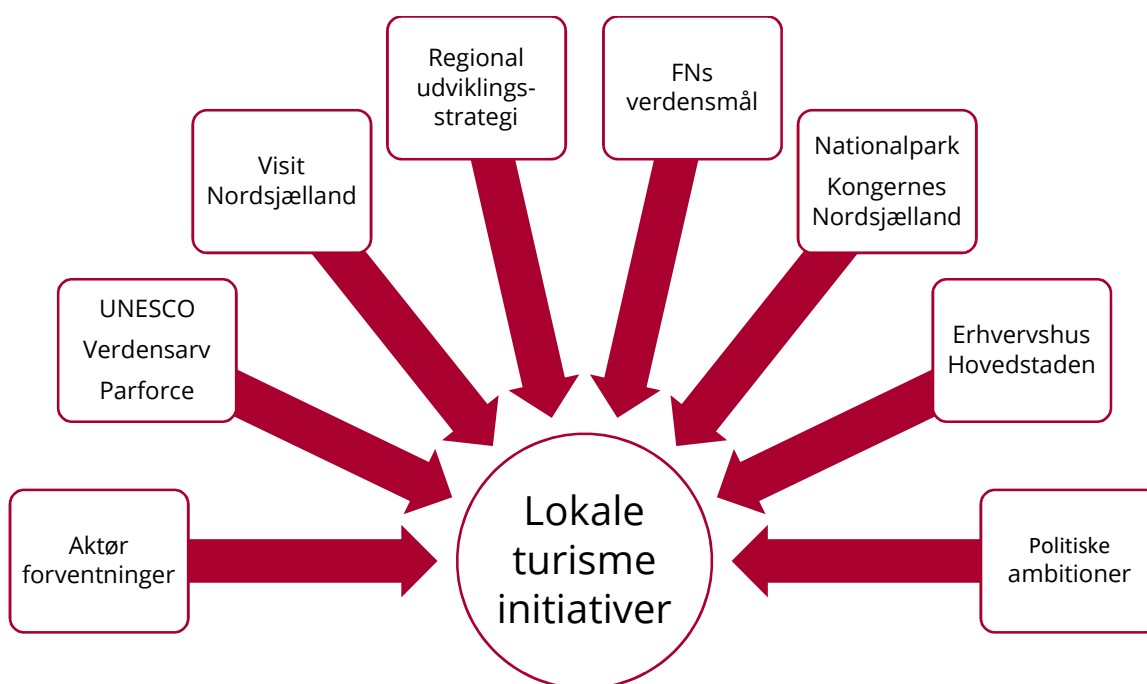 Regional
udviklings-
strategi
FNs
verdensmål
Visit
Nordsjælland
Nationalpark
Kongernes
Nordsjælland
UNESCO
Verdensarv
Parforce
Erhvervshus
Hovedstaden
Aktør
forventninger
Lokale
turisme
initiativer
Politiske
ambitioner